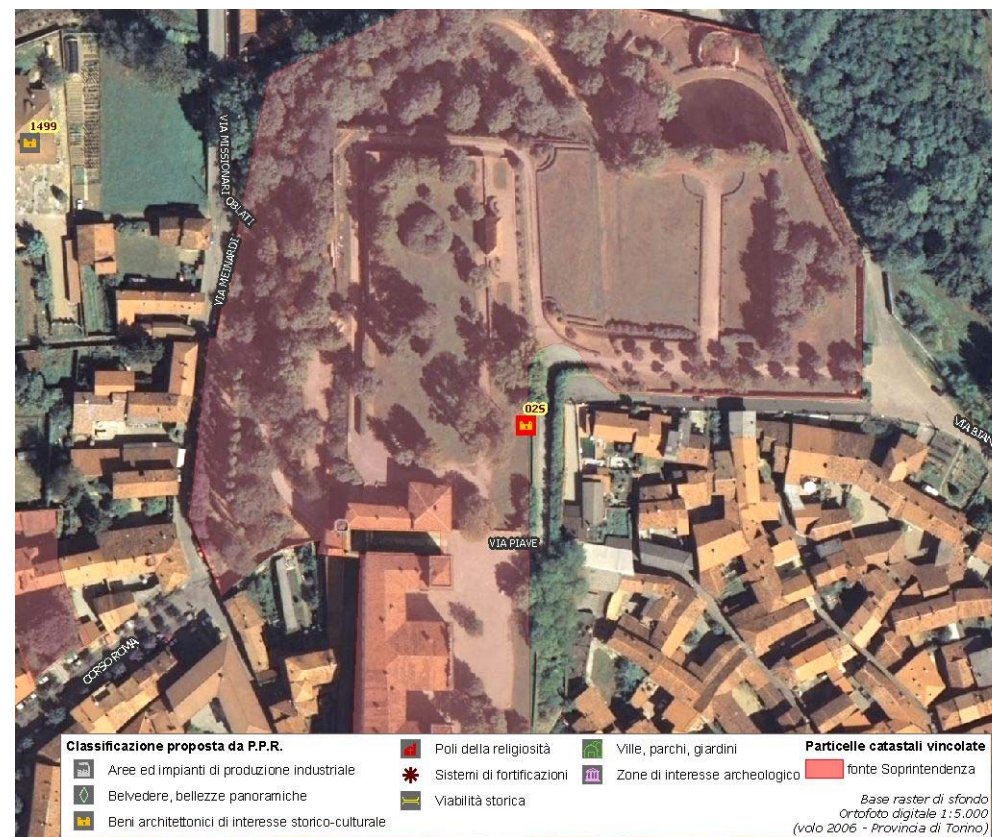 1499
VIA MISSIONARI OBLATI
VIA MEINARDI
02S
VIA PIAVE
CORSO ROMA
Classificazione proposta da P.P.R.
Aree ed impianti di produzione industriale
Belvedere, bellezze panoramiche
Beni architettonici di interesse storico-culturale
Poli della religiosità
Sistemi di fortificazioni
Viabilità storica
Ville, parchi, giardini
Zone di interesse archeologico
Particelle catastali vincolate
fonte Soprintendenza
Base raster di sfondo
Ortofoto digitale 1:5.000
(volo 2006 - Provincia di Torino)